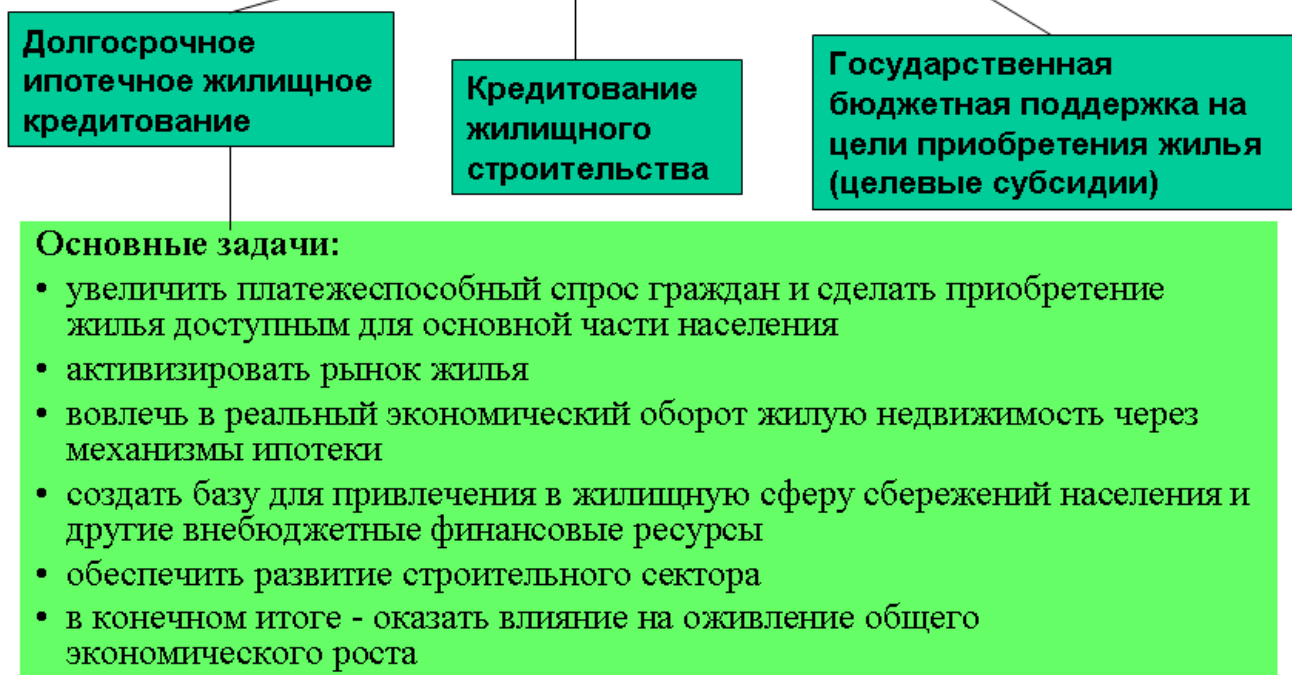 Долгосрочное
ипотечное жилищное
кредитование
Кредитование
жилищного
строительства
Государственная
бюджетная поддержка на
цели приобретения жилья
(целевые субсидии)
Основные задачи:
• увеличить платежеспособный спрос граждан и сделать приобретение
жилья доступным для основной части населения
• активизировать рынок жилья
• вовлечь в реальный экономический оборот жилую недвижимость через
механизмы ипотеки
• создать базу для привлечения в жилищную сферу сбережений населения и
другие внебюджетные финансовые ресурсы
• обеспечить развитие строительного сектора
• в конечном итоге - оказать влияние на оживление общего
экономического роста